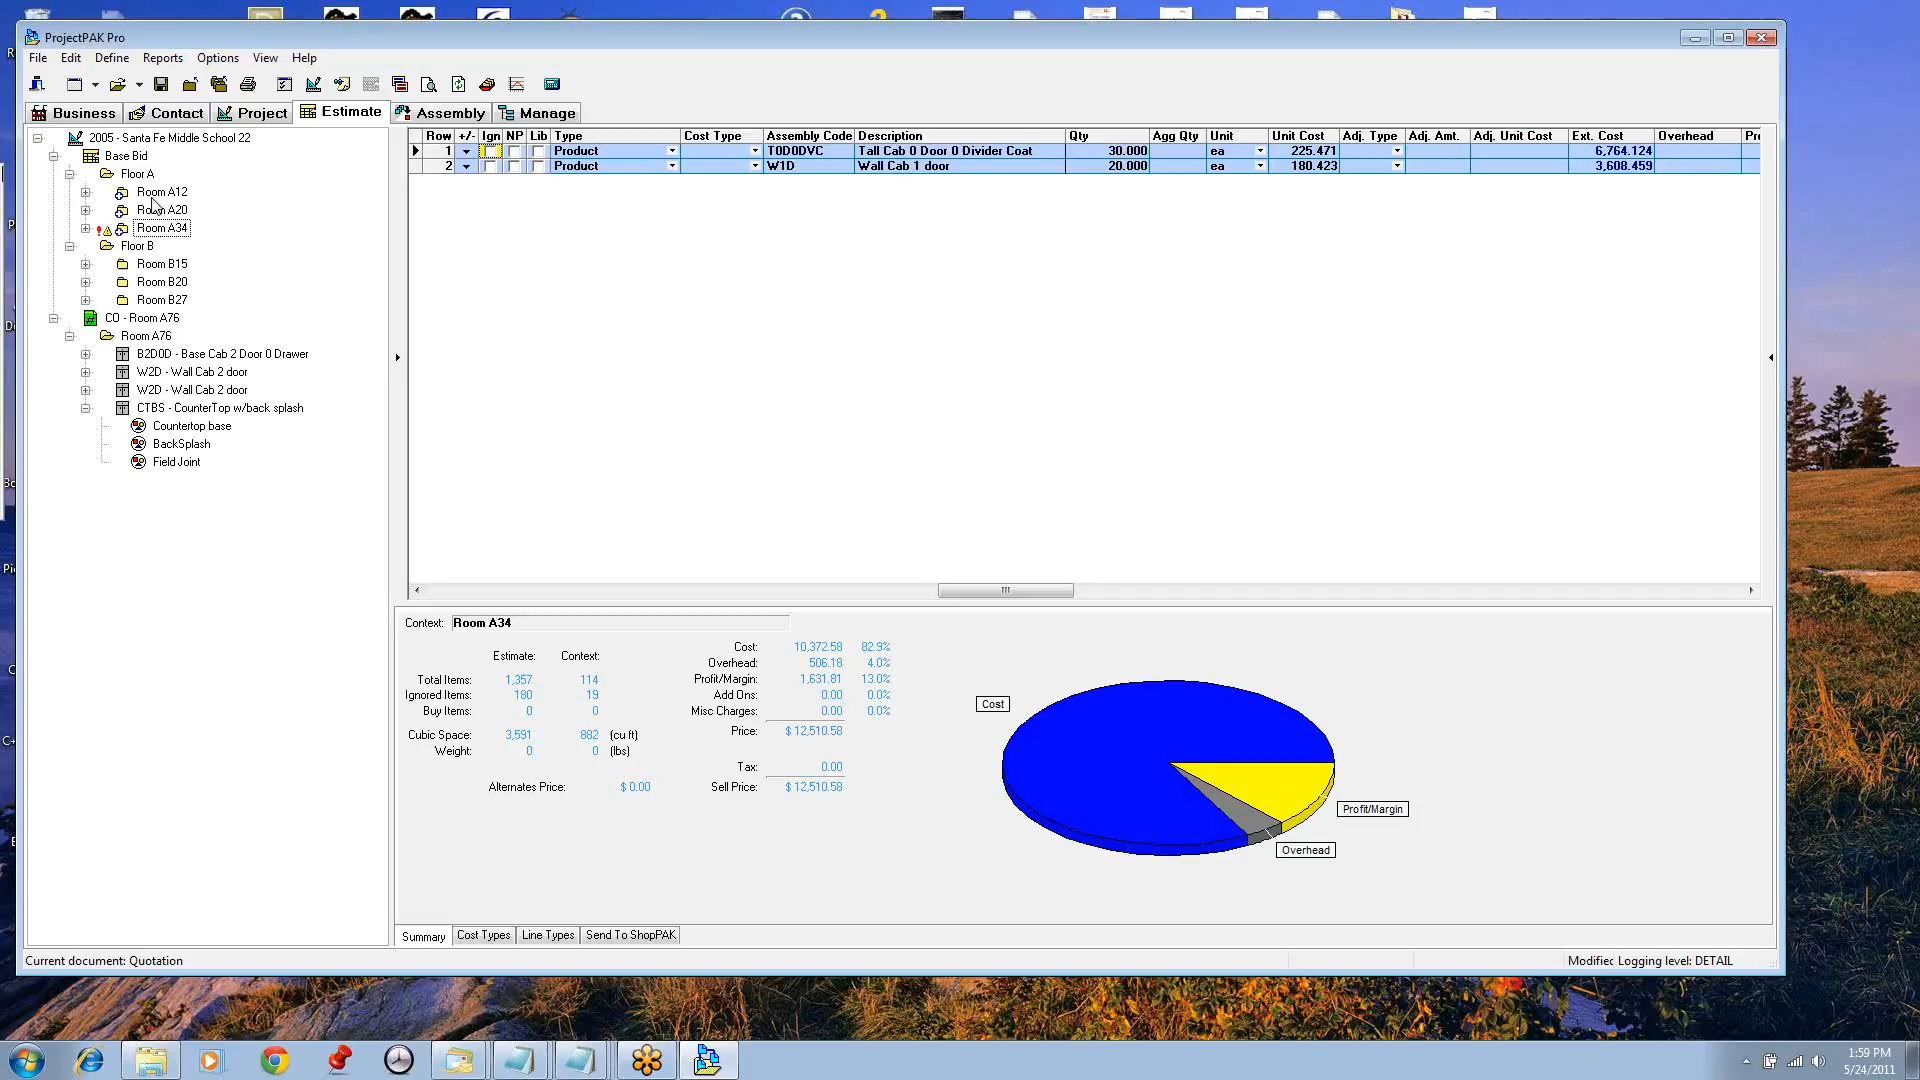 ProjectPAK Pro
File Edit Define Reports Options View Help
Business Contact Project Estimate Assembly Manage
2005 - Santa Fe Middle School 22
Base Bid
Floor A
Room A12
Room A20
Room A34
Floor B
Room B15
Room B20
Room B27
CO - Room A76
Room A76
B2D0D - Base Cab 2 Door 0 Drawer
W2D - Wall Cab 2 door
W2D - Wall Cab 2 door
CTBS - CounterTop w/back splash
Countertop base
BackSplash
Field Joint
Row +/- Ign NP Lib Type Cost Type Assembly Code Description Qty Agg Qty Unit Unit Cost Adj. Type Adj. Amt. Adj. Unit Cost Ext. Cost Overhead
1 Product T0D0DVC Tall Cab 0 Door 0 Divider Coat 30.000 ea 225.471 6,764.124
2 Product W1D Wall Cab 1 door 20.000 ea 180.423 3,608.459
Context: Room A34
Estimate: Context:
Total Items: 1,357 114
Ignored Items: 180 19
Buy Items: 0 0
Cubic Space: 3,591 882 (cu ft)
Weight: 0 0 (lbs)
Alternates Price: $ 0.00
Cost: 10,372.58 82.9%
Overhead: 506.18 4.0%
Profit/Margin: 1,631.81 13.0%
Add Ons: 0.00 0.0%
Misc Charges: 0.00 0.0%
Price: $ 12,510.58
Tax: 0.00
Sell Price: $ 12,510.58
Cost
Profit/Margin
Overhead
Summary Cost Types Line Types Send To ShopPAK
Current document: Quotation
Logging level: DETAIL
1:59 PM
5/24/2011